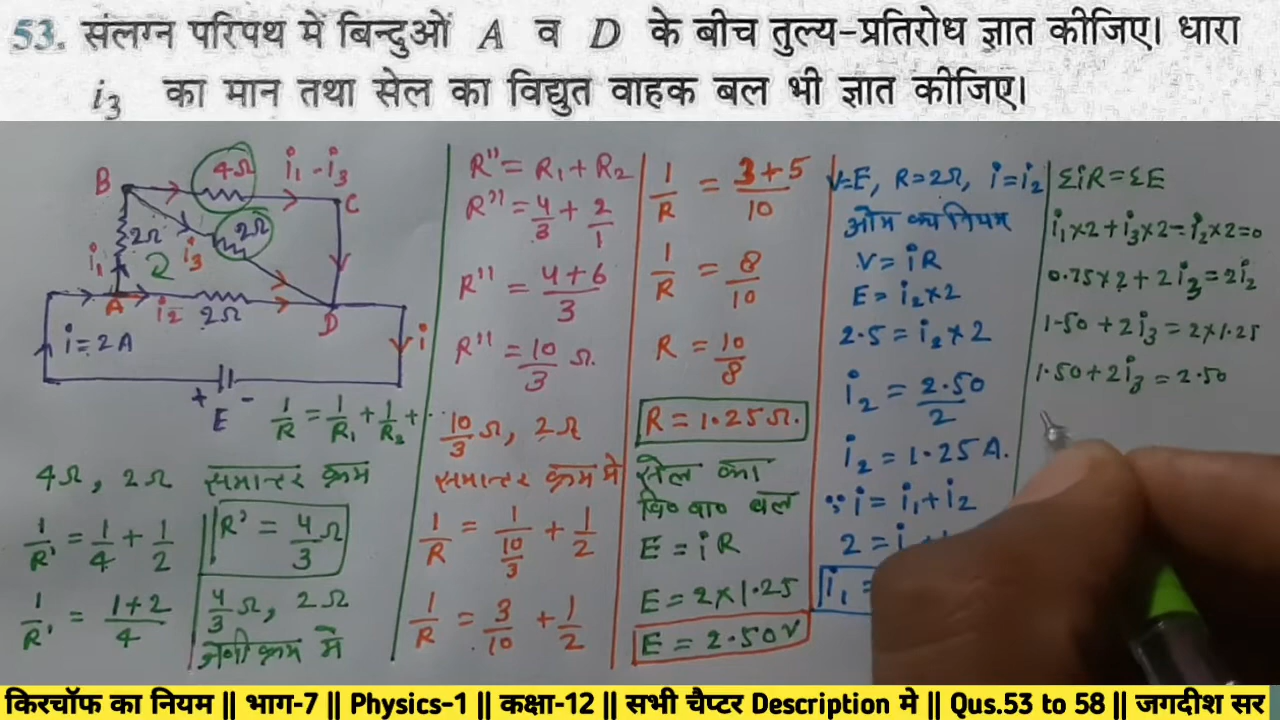 53. संलग्न परिपथ में बिन्दुओं A व D के बीच तुल्य-प्रतिरोध ज्ञात कीजिए। धारा
i₃ का मान तथा सेल का विद्युत वाहक बल भी ज्ञात कीजिए।
B 4Ω i₁-i₃ C
2Ω i₁ 2 i₃ 2Ω
A i₂ 2Ω D
i=2A i
+ E -
1/R = 1/R₁ + 1/R₂ + ..
4Ω, 2Ω समान्तर क्रम
1/R' = 1/4 + 1/2
1/R' = 1+2/4
R' = 4/3 Ω
4/3 Ω, 2Ω
श्रेणीक्रम में
R'' = R₁ + R₂
R'' = 4/3 + 2/1
R'' = 4+6/3
R'' = 10/3 Ω.
10/3 Ω, 2Ω
समान्तर क्रम में
1/R = 1/10/3 + 1/2
1/R = 3/10 + 1/2
1/R = 3+5/10
1/R = 8/10
R = 10/8
R = 1.25Ω.
सेल का
वि० वा० बल
E = iR
E = 2×1.25
E = 2.50V
V=E, R=2Ω, i=i₂
ओम का नियम
V = iR
E = i₂×2
2.5 = i₂×2
i₂ = 2.50/2
i₂ = 1.25A.
∵ i = i₁+i₂
2 = i
i₁ =
ΣiR=ΣE
i₁×2+i₃×2-i₂×2=0
0.75×2+2i₃=2i₂
1.50+2i₃=2×1.25
1.50+2i₃=2.50
किरचॉफ का नियम || भाग-7 || Physics-1 || कक्षा-12 || सभी चैप्टर Description मे || Qus.53 to 58 || जगदीश सर